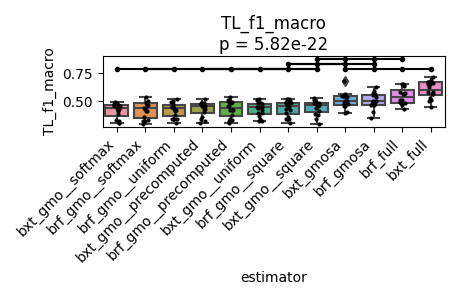 TL_f1_macro
p = 5.82e-22
TL_f1_macro
0.75
0.50
bxt_gmo__softmax
brf_gmo__softmax
brf_gmo__uniform
bxt_gmo__precomputed
brf_gmo__precomputed
bxt_gmo__uniform
brf_gmo__square
bxt_gmo__square
bxt_gmosa
brf_gmosa
brf_full
bxt_full
estimator